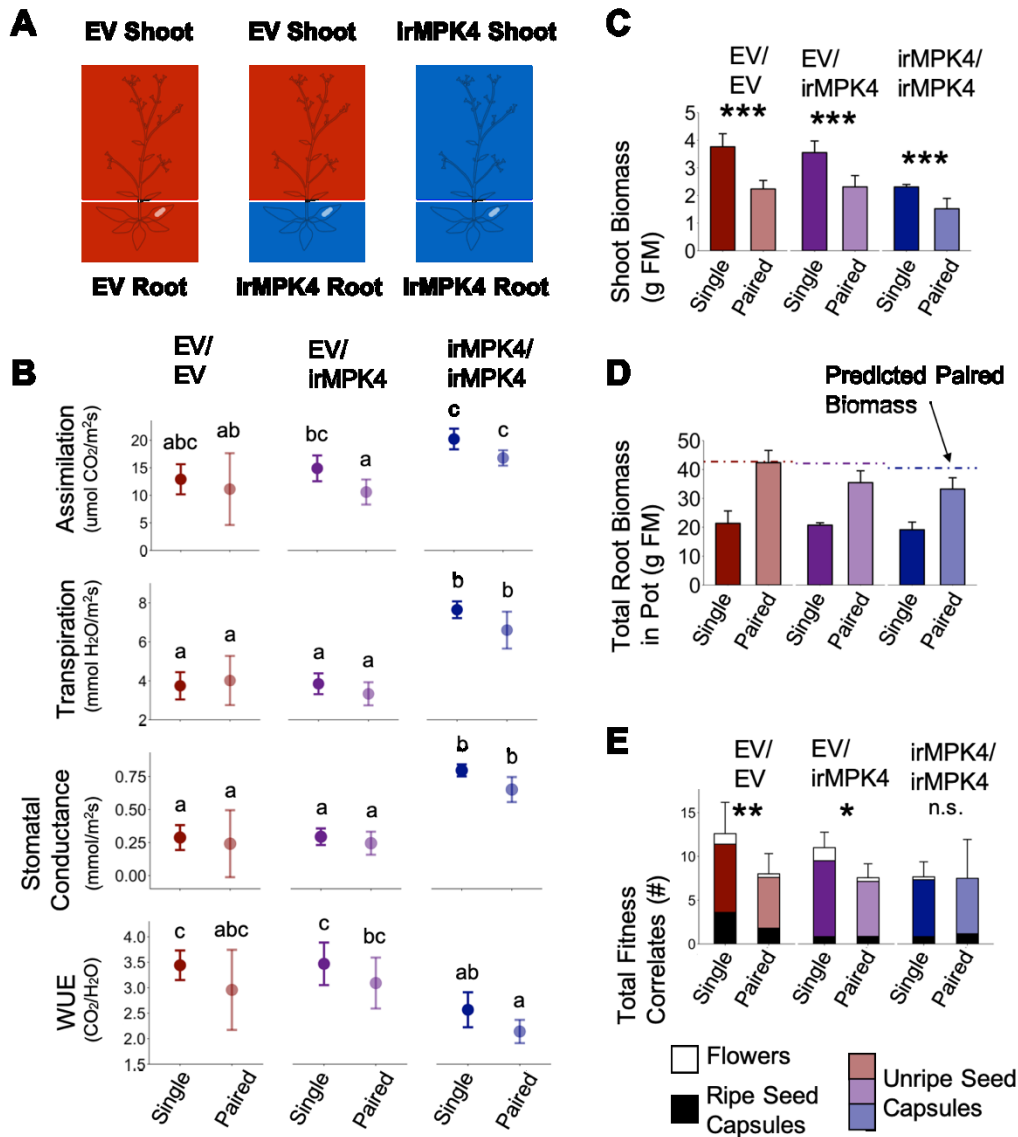 A
EV Shoot
EV Shoot
irMPK4 Shoot
EV Root
irMPK4 Root
irMPK4 Root
B
EV/
EV
EV/
irMPK4
irMPK4/
irMPK4
Assimilation
(umol CO₂/m²s)
20
15
10
5
0
abc
ab
bc
a
c
c
Transpiration
(mmol H₂O/m²s)
8
6
4
2
a
a
a
a
b
b
Stomatal
Conductance
(mmol/m²s)
0.75
0.50
0.25
0.00
a
a
a
a
b
b
WUE
(CO₂/H₂O)
3.5
3.0
2.5
2.0
1.5
c
abc
c
bc
ab
a
Single
Paired
Single
Paired
Single
Paired
C
EV/
EV
EV/
irMPK4
irMPK4/
irMPK4
***
***
***
Shoot Biomass
(g FM)
5
4
3
2
1
0
Single
Paired
Single
Paired
Single
Paired
D
Predicted Paired
Biomass
Total Root Biomass
in Pot (g FM)
50
40
30
20
10
0
Single
Paired
Single
Paired
Single
Paired
E
EV/
EV
EV/
irMPK4
irMPK4/
irMPK4
**
*
n.s.
Total Fitness
Correlates (#)
15
10
5
0
Single
Paired
Single
Paired
Single
Paired
Flowers
Ripe Seed
Capsules
Unripe Seed
Capsules